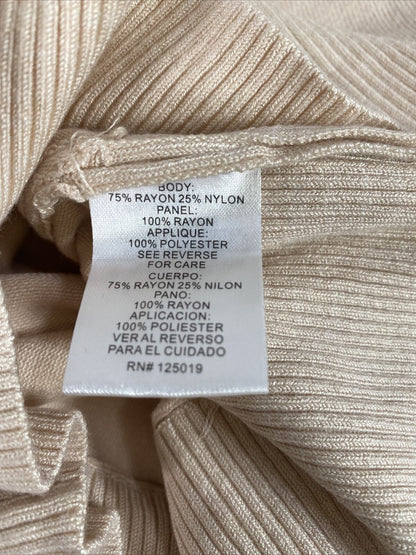 BODY:
75% RAYON 25% NYLON
PANEL:
100% RAYON
APPLIQUE:
100% POLYESTER
SEE REVERSE
FOR CARE
CUERPO:
75% RAYON 25% NILON
PANO:
100% RAYON
APLICACION:
100% POLIESTER
VER AL REVERSO
PARA EL CUIDADO
RN# 125019